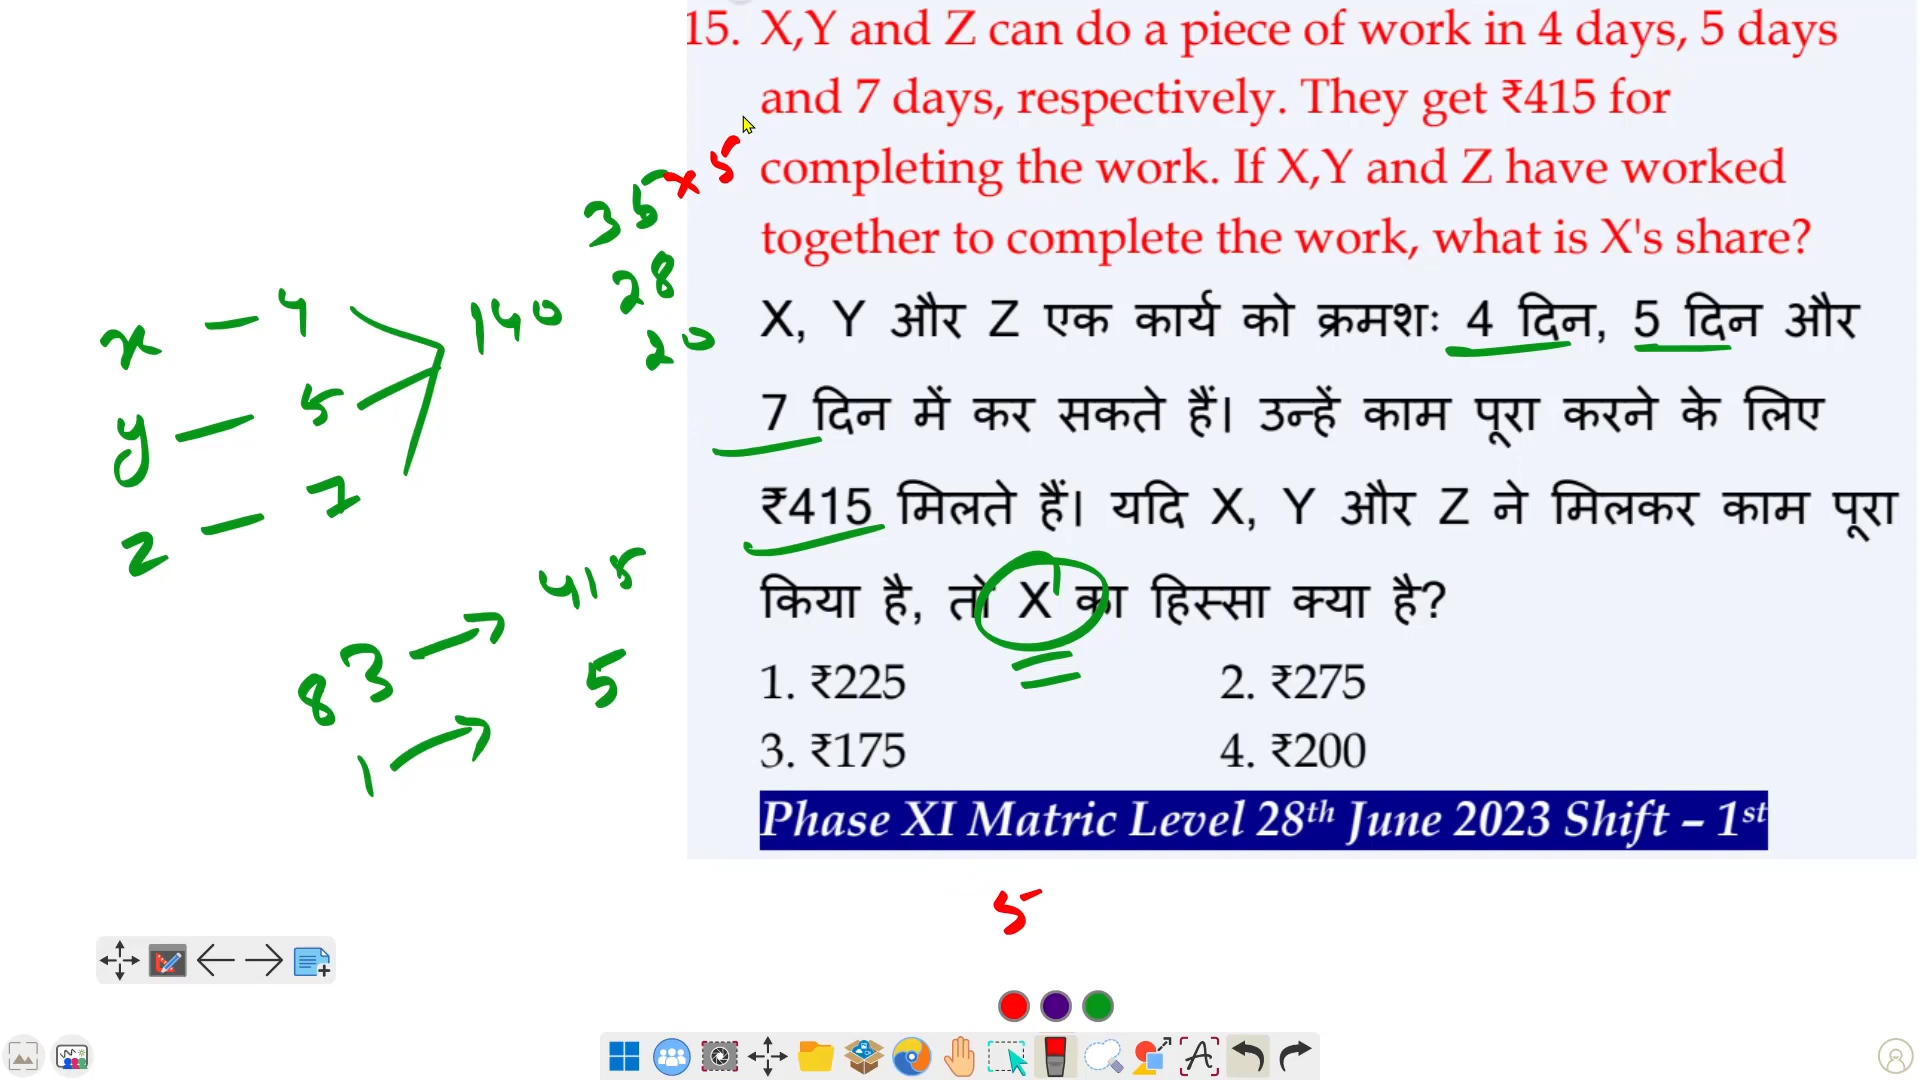 15. X,Y and Z can do a piece of work in 4 days, 5 days
and 7 days, respectively. They get ₹415 for
completing the work. If X,Y and Z have worked
together to complete the work, what is X's share?
X, Y और Z एक कार्य को क्रमशः 4 दिन, 5 दिन और
7 दिन में कर सकते हैं। उन्हें काम पूरा करने के लिए
₹415 मिलते हैं। यदि X, Y और Z ने मिलकर काम पूरा
किया है, तो X का हिस्सा क्या है?
1. ₹225 2. ₹275
3. ₹175 4. ₹200
Phase XI Matric Level 28th June 2023 Shift – 1st
x — 4
y — 5
z — 7
140
35 × 5
28
20
83 → 415
1 → 5
5